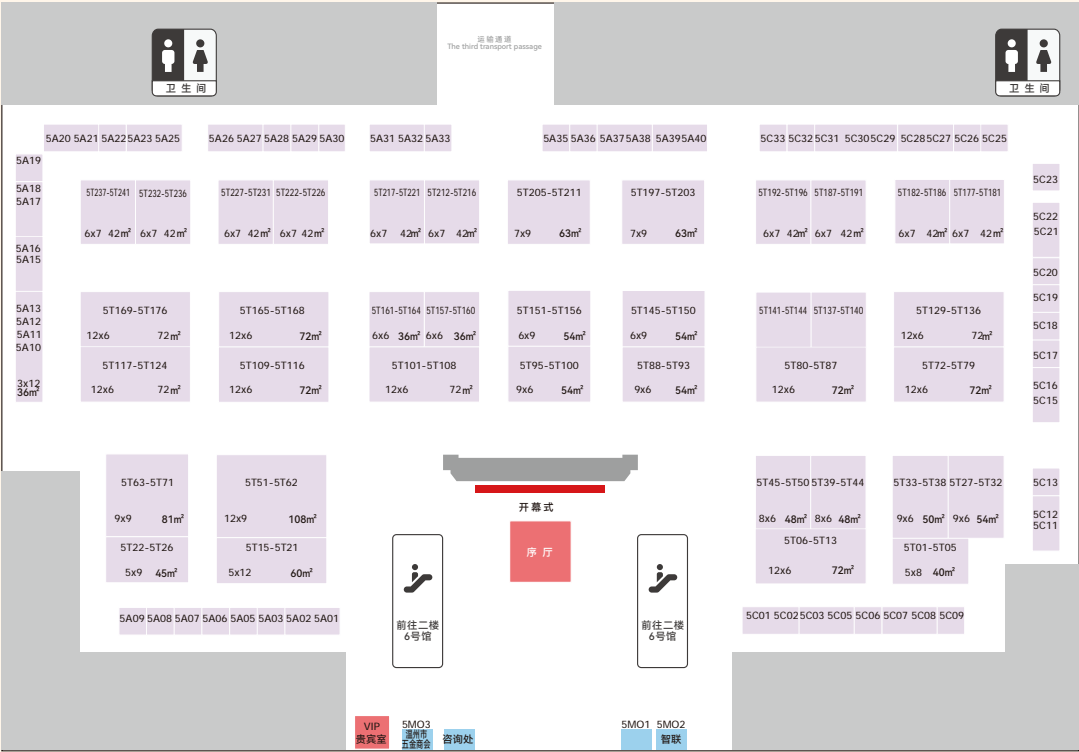 运输通道
The third transport passage
卫生间
卫生间
5A20 5A21 5A22 5A23 5A25
5A26 5A27 5A28 5A29 5A30
5A31 5A32 5A33
5A35 5A36 5A37 5A38 5A39 5A40
5C33 5C32 5C31 5C30 5C29 5C28 5C27 5C26 5C25
5A19
5A18
5A17
5A16
5A15
5A13
5A12
5A11
5A10
3x12
36m²
5T237-5T241
6x7 42m²
5T232-5T236
6x7 42m²
5T227-5T231
6x7 42m²
5T222-5T226
6x7 42m²
5T217-5T221
6x7 42m²
5T212-5T216
6x7 42m²
5T205-5T211
7x9 63m²
5T197-5T203
7x9 63m²
5T192-5T196
6x7 42m²
5T187-5T191
6x7 42m²
5T182-5T186
6x7 42m²
5T177-5T181
6x7 42m²
5C23
5C22
5C21
5C20
5C19
5C18
5C17
5C16
5C15
5C13
5C12
5C11
5T169-5T176
12x6 72m²
5T165-5T168
12x6 72m²
5T161-5T164
6x6 36m²
5T157-5T160
6x6 36m²
5T151-5T156
6x9 54m²
5T145-5T150
6x9 54m²
5T141-5T144
5T137-5T140
5T129-5T136
12x6 72m²
5T117-5T124
12x6 72m²
5T109-5T116
12x6 72m²
5T101-5T108
12x6 72m²
5T95-5T100
9x6 54m²
5T88-5T93
9x6 54m²
5T80-5T87
12x6 72m²
5T72-5T79
12x6 72m²
5T63-5T71
9x9 81m²
5T51-5T62
12x9 108m²
5T45-5T50
8x6 48m²
5T39-5T44
8x6 48m²
5T33-5T38
9x6 50m²
5T27-5T32
9x6 54m²
5T22-5T26
5x9 45m²
5T15-5T21
5x12 60m²
5T06-5T13
12x6 72m²
5T01-5T05
5x8 40m²
开幕式
序厅
前往二楼
6号馆
前往二楼
6号馆
5A09 5A08 5A07 5A06 5A05 5A03 5A02 5A01
5C01 5C02 5C03 5C05 5C06 5C07 5C08 5C09
VIP
贵宾室
5MO3
温州市
五金商会
咨询处
5MO1 5MO2
智联